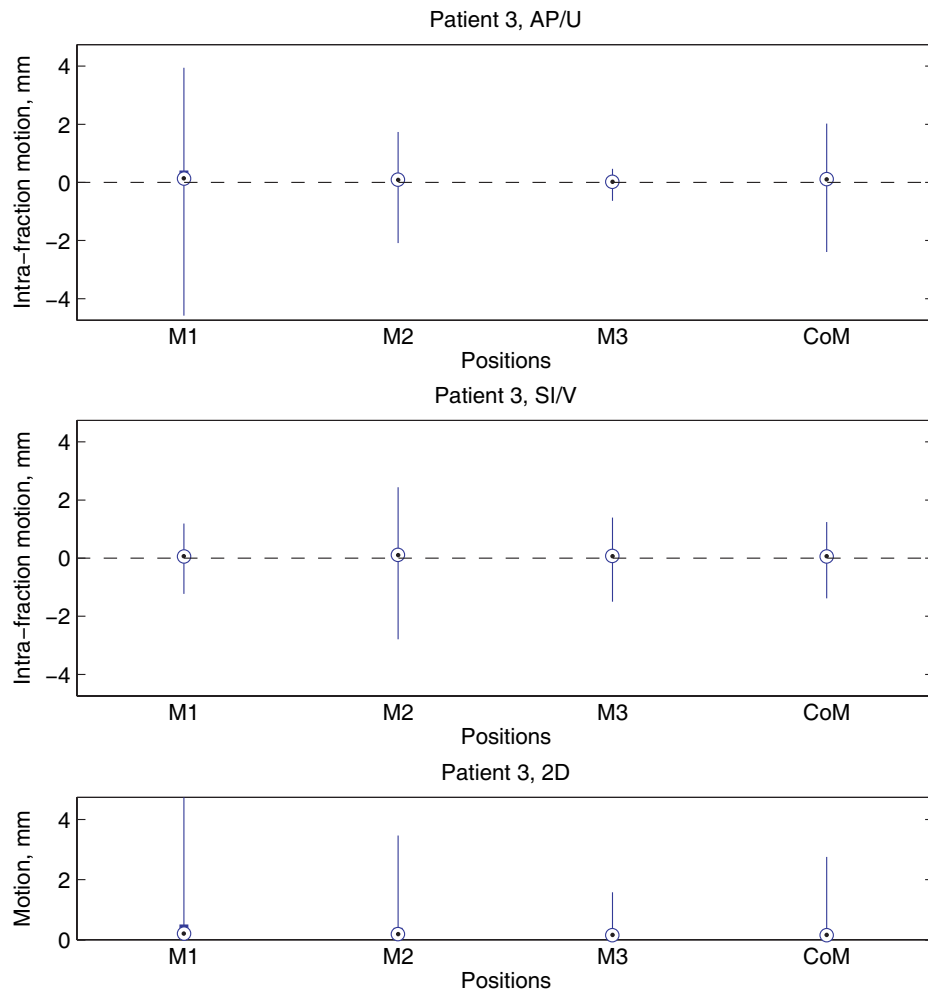 Patient 3, AP/U
Intra−fraction motion, mm
4
2
0
−2
−4
M1 M2 M3 CoM
Positions
Patient 3, SI/V
Intra−fraction motion, mm
4
2
0
−2
−4
M1 M2 M3 CoM
Positions
Patient 3, 2D
Motion, mm
4
2
0
M1 M2 M3 CoM
Positions